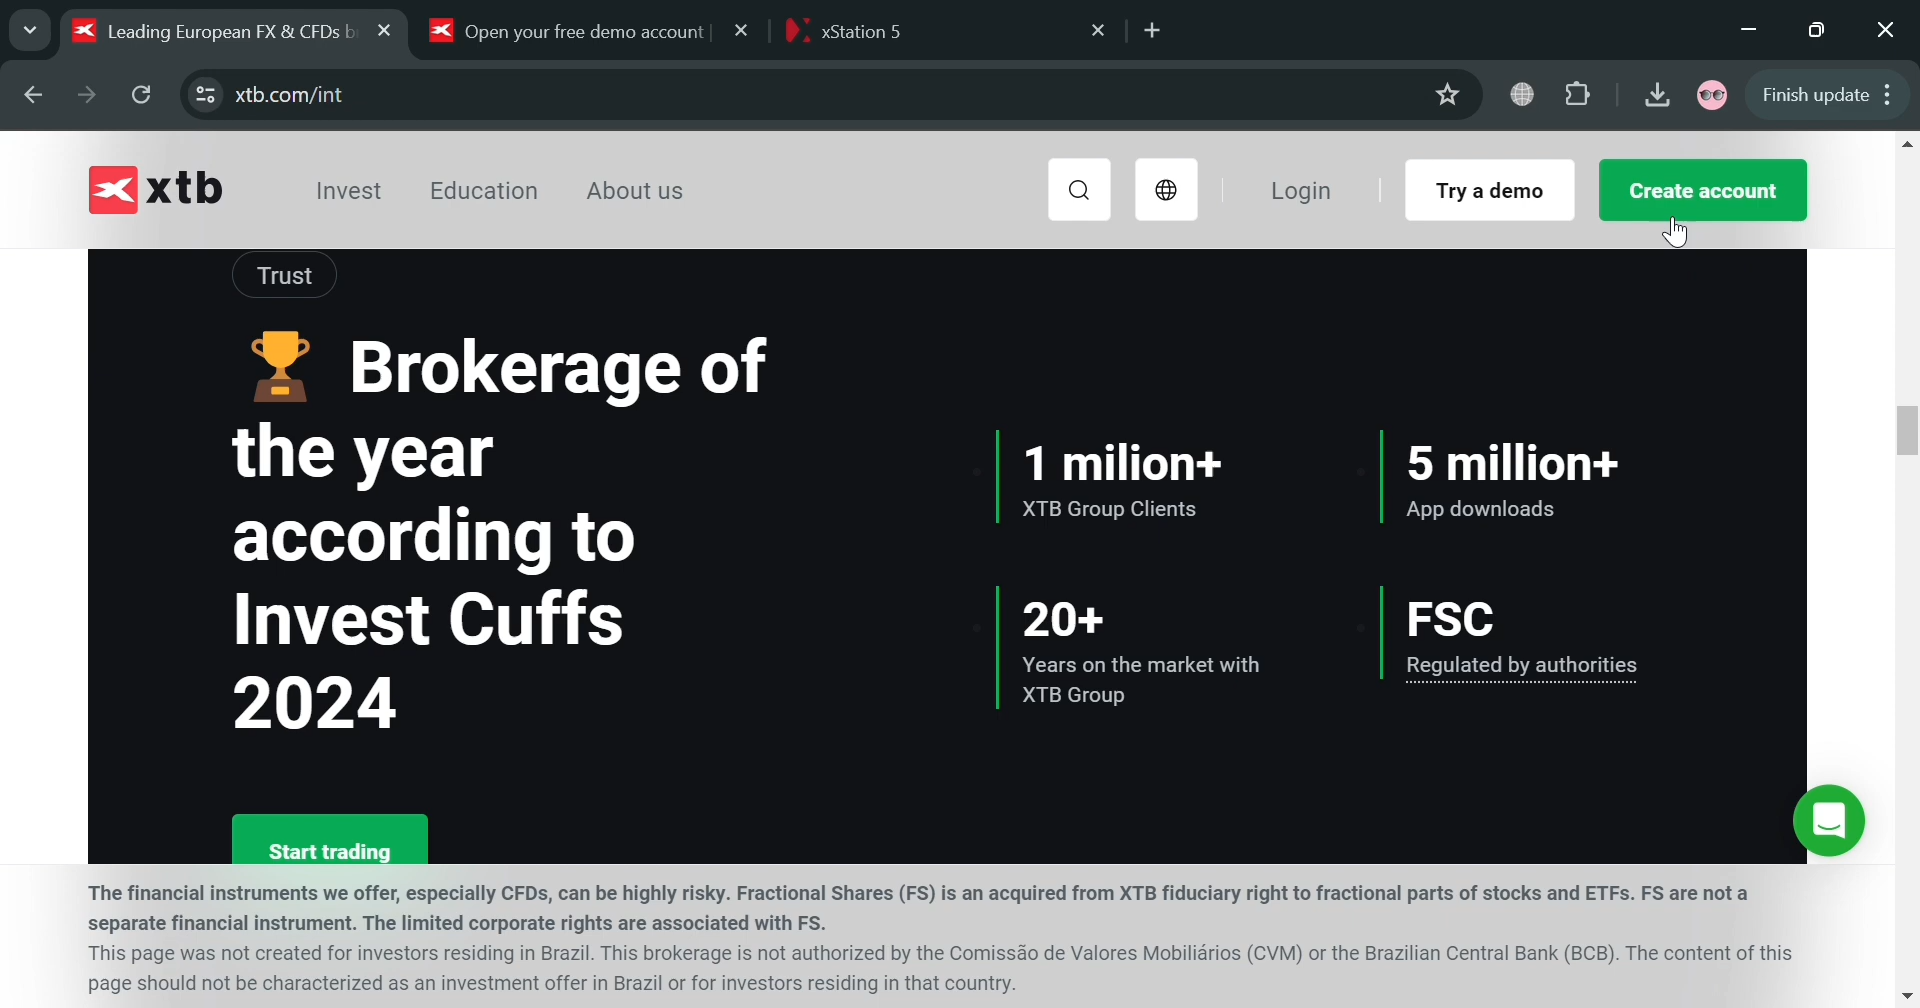 Leading European FX & CFDs b
Open your free demo account
xStation 5
xtb.com/int
Finish update
xtb
Invest
Education
About us
Login
Try a demo
Create account
Trust
Brokerage of
the year
according to
Invest Cuffs
2024
1 milion+
XTB Group Clients
5 million+
App downloads
20+
Years on the market with
XTB Group
FSC
Regulated by authorities
Start trading
The financial instruments we offer, especially CFDs, can be highly risky. Fractional Shares (FS) is an acquired from XTB fiduciary right to fractional parts of stocks and ETFs. FS are not a
separate financial instrument. The limited corporate rights are associated with FS.
This page was not created for investors residing in Brazil. This brokerage is not authorized by the Comissão de Valores Mobiliários (CVM) or the Brazilian Central Bank (BCB). The content of this
page should not be characterized as an investment offer in Brazil or for investors residing in that country.